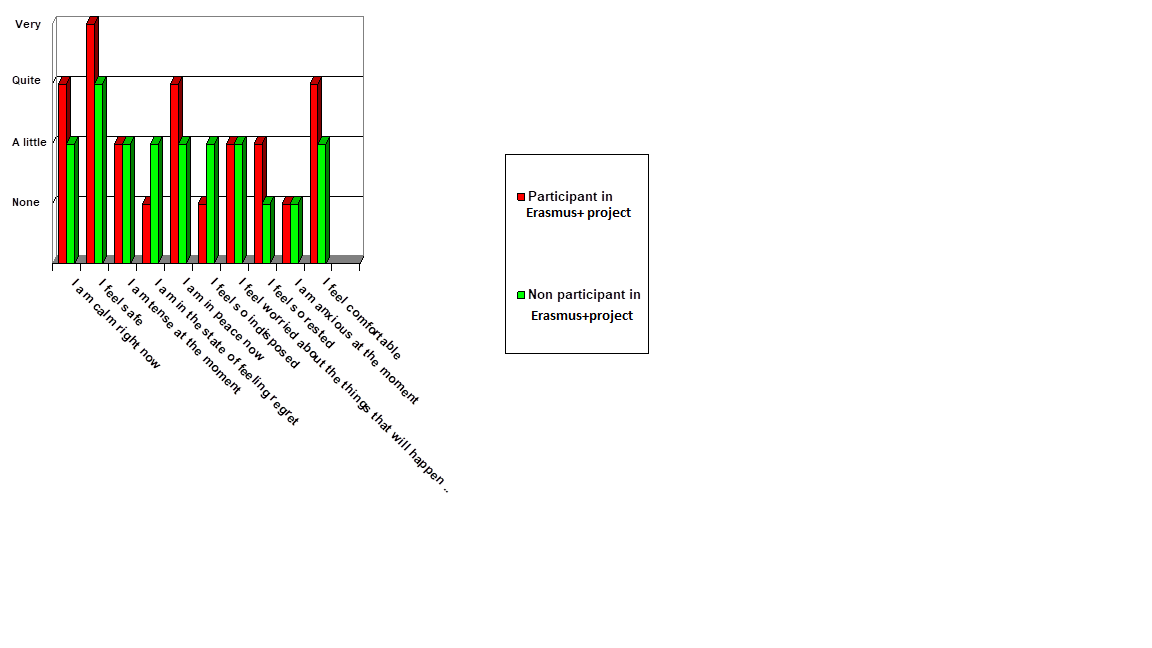 Very
Quite
A little
None
I am calm right now
I feel safe
I am tense at the moment
I am in the state of feeling regret
I am in peace now
I feel so indisposed
I feel worried about the things that will happen ..
I feel so rested
I am anxious at the moment
I feel comfortable
Participant in
Erasmus+ project
Non participant in
Erasmus+project